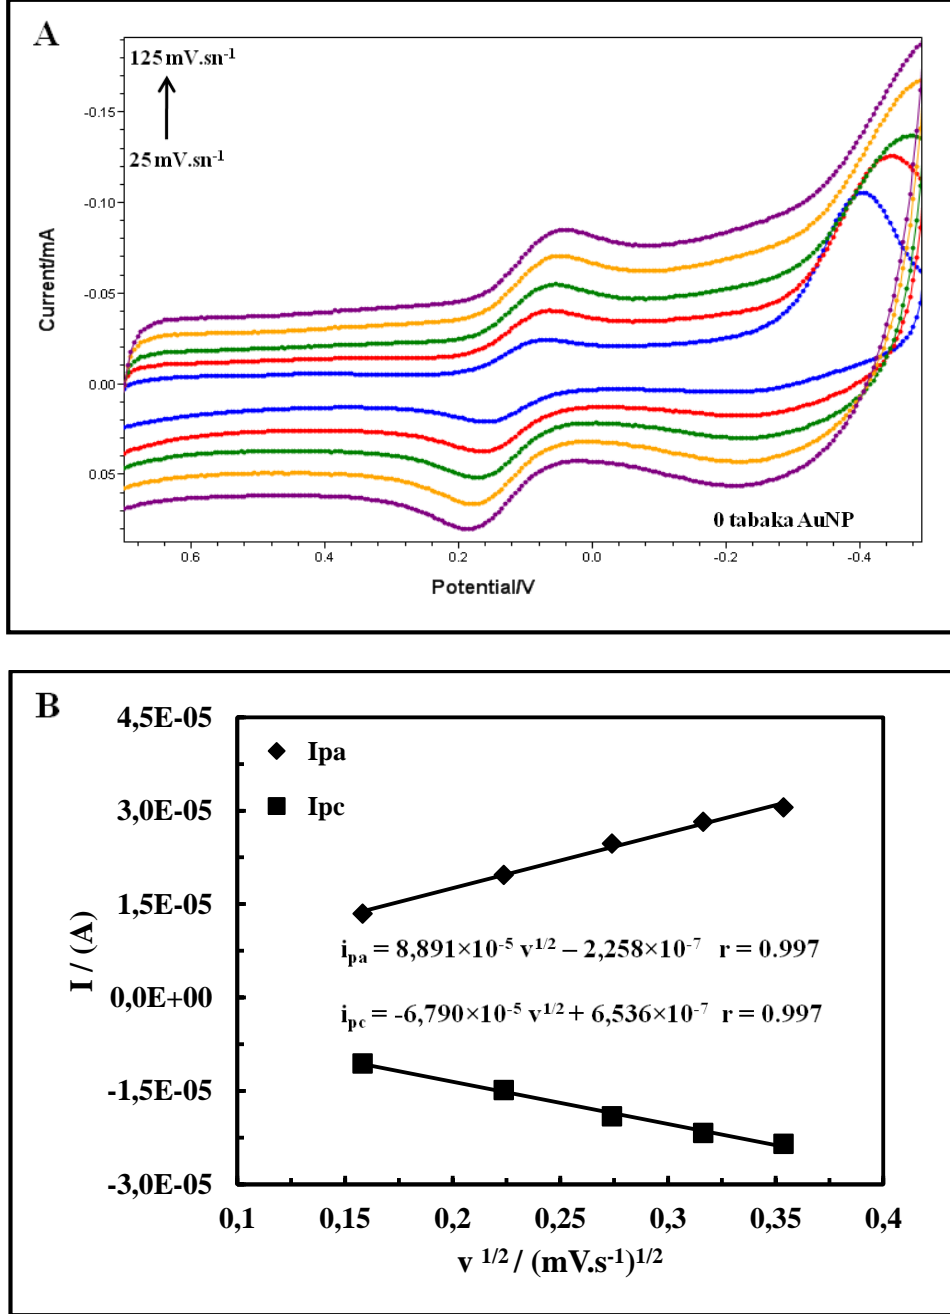 A
125 mV.sn⁻¹
25 mV.sn⁻¹
-0.15
-0.10
-0.05
0.00
0.05
Current/mA
0 tabaka AuNP
0.6 0.4 0.2 0.0 -0.2 -0.4
Potential/V
B
4,5E-05
3,0E-05
1,5E-05
0,0E+00
-1,5E-05
-3,0E-05
I / (A)
Ipa
Ipc
i_pa = 8,891×10⁻⁵ v^1/2 – 2,258×10⁻⁷ r = 0.997
i_pc = -6,790×10⁻⁵ v^1/2 + 6,536×10⁻⁷ r = 0.997
0,1 0,15 0,2 0,25 0,3 0,35 0,4
v ^1/2 / (mV.s⁻¹)^1/2